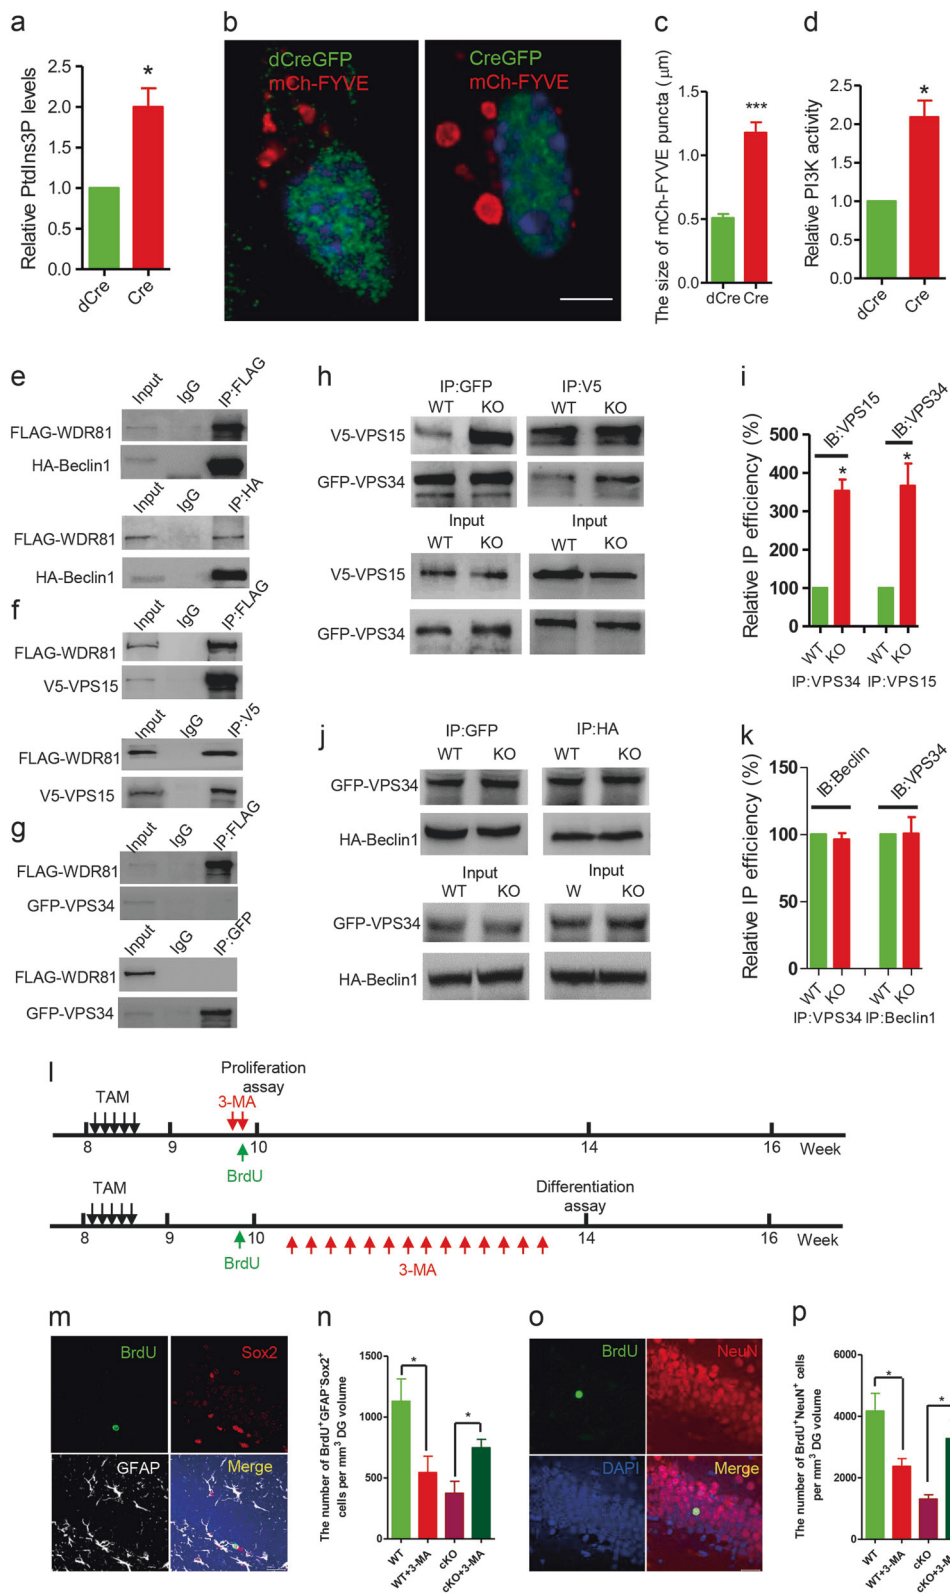 a
Relative PtdIns3P levels
2.5
2.0
1.5
1.0
0.5
0.0
*
dCre
Cre
b
dCreGFP
mCh-FYVE
CreGFP
mCh-FYVE
c
The size of mCh-FYVE puncta (μm)
1.5
1.0
0.5
0.0
***
dCre Cre
d
Relative PI3K activity
2.5
2.0
1.5
1.0
0.5
0.0
*
dCre
Cre
e
Input
IgG
IP:FLAG
FLAG-WDR81
HA-Beclin1
Input
IgG
IP:HA
FLAG-WDR81
HA-Beclin1
f
Input
IgG
IP:FLAG
FLAG-WDR81
V5-VPS15
Input
IgG
IP:V5
FLAG-WDR81
V5-VPS15
g
Input
IgG
IP:FLAG
FLAG-WDR81
GFP-VPS34
Input
IgG
IP:GFP
FLAG-WDR81
GFP-VPS34
h
IP:GFP IP:V5
WT KO WT KO
V5-VPS15
GFP-VPS34
Input Input
WT KO WT KO
V5-VPS15
GFP-VPS34
i
Relative IP efficiency (%)
500
400
300
200
100
0
IB:VPS15
IB:VPS34
* *
WT KO WT KO
IP:VPS34 IP:VPS15
j
IP:GFP IP:HA
WT KO WT KO
GFP-VPS34
HA-Beclin1
Input Input
WT KO W KO
GFP-VPS34
HA-Beclin1
k
Relative IP efficiency (%)
150
100
50
0
IB:Beclin
IB:VPS34
WT KO WT KO
IP:VPS34 IP:Beclin1
l
Proliferation
assay
TAM
3-MA
8 9 10 14 16 Week
BrdU
TAM
Differentiation
assay
8 9 10 14 16 Week
BrdU
3-MA
m
BrdU
Sox2
GFAP
Merge
n
The number of BrdU⁺GFAP⁺Sox2⁺
cells per mm³ DG volume
1500
1000
500
0
* *
WT
WT+3-MA
cKO
cKO+3-MA
o
BrdU
NeuN
DAPI
Merge
p
The number of BrdU⁺NeuN⁺ cells
per mm³ DG volume
6000
4000
2000
0
* *
WT
WT+3-MA
cKO
cKO+3-M